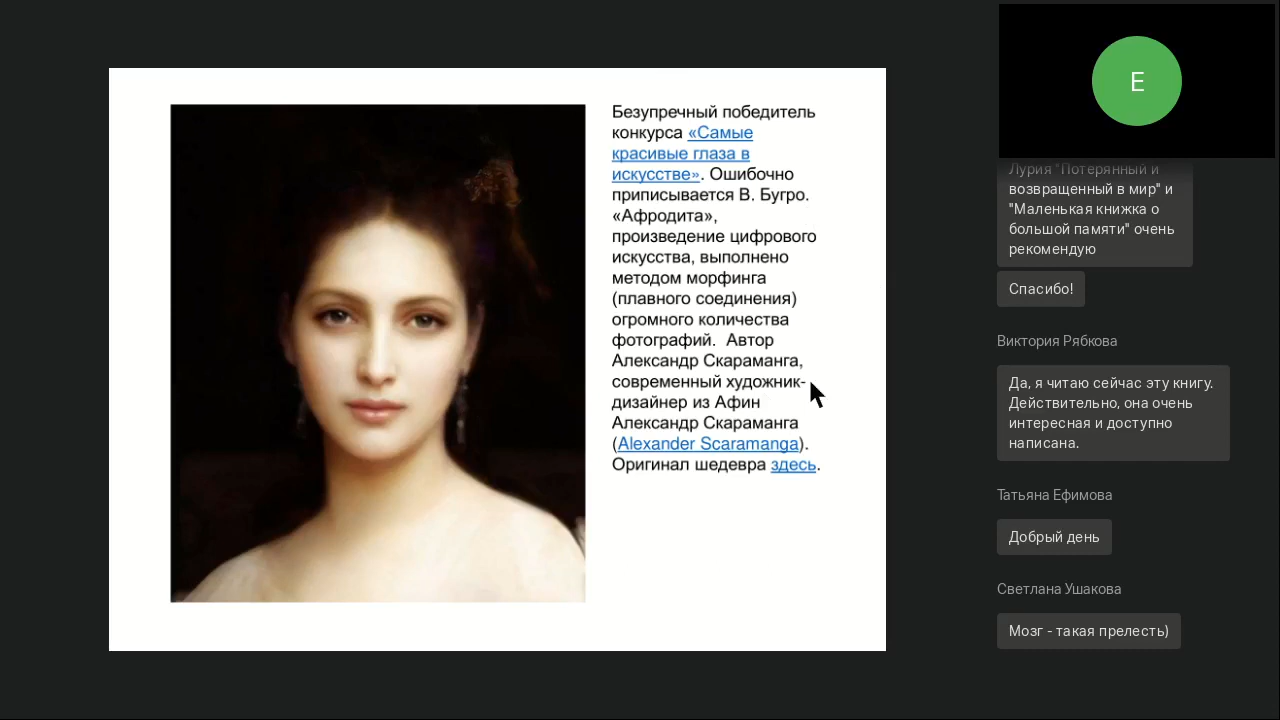 Безупречный победитель
конкурса «Самые
красивые глаза в
искусстве». Ошибочно
приписывается В. Бугро.
«Афродита»,
произведение цифрового
искусства, выполнено
методом морфинга
(плавного соединения)
огромного количества
фотографий. Автор
Александр Скараманга,
современный художник-
дизайнер из Афин
Александр Скараманга
(Alexander Scaramanga).
Оригинал шедевра здесь.
E
Лурия "Потерянный и
возвращенный в мир" и
"Маленькая книжка о
большой памяти" очень
рекомендую
Спасибо!
Виктория Рябкова
Да, я читаю сейчас эту книгу.
Действительно, она очень
интересная и доступно
написана.
Татьяна Ефимова
Добрый день
Светлана Ушакова
Мозг - такая прелесть)